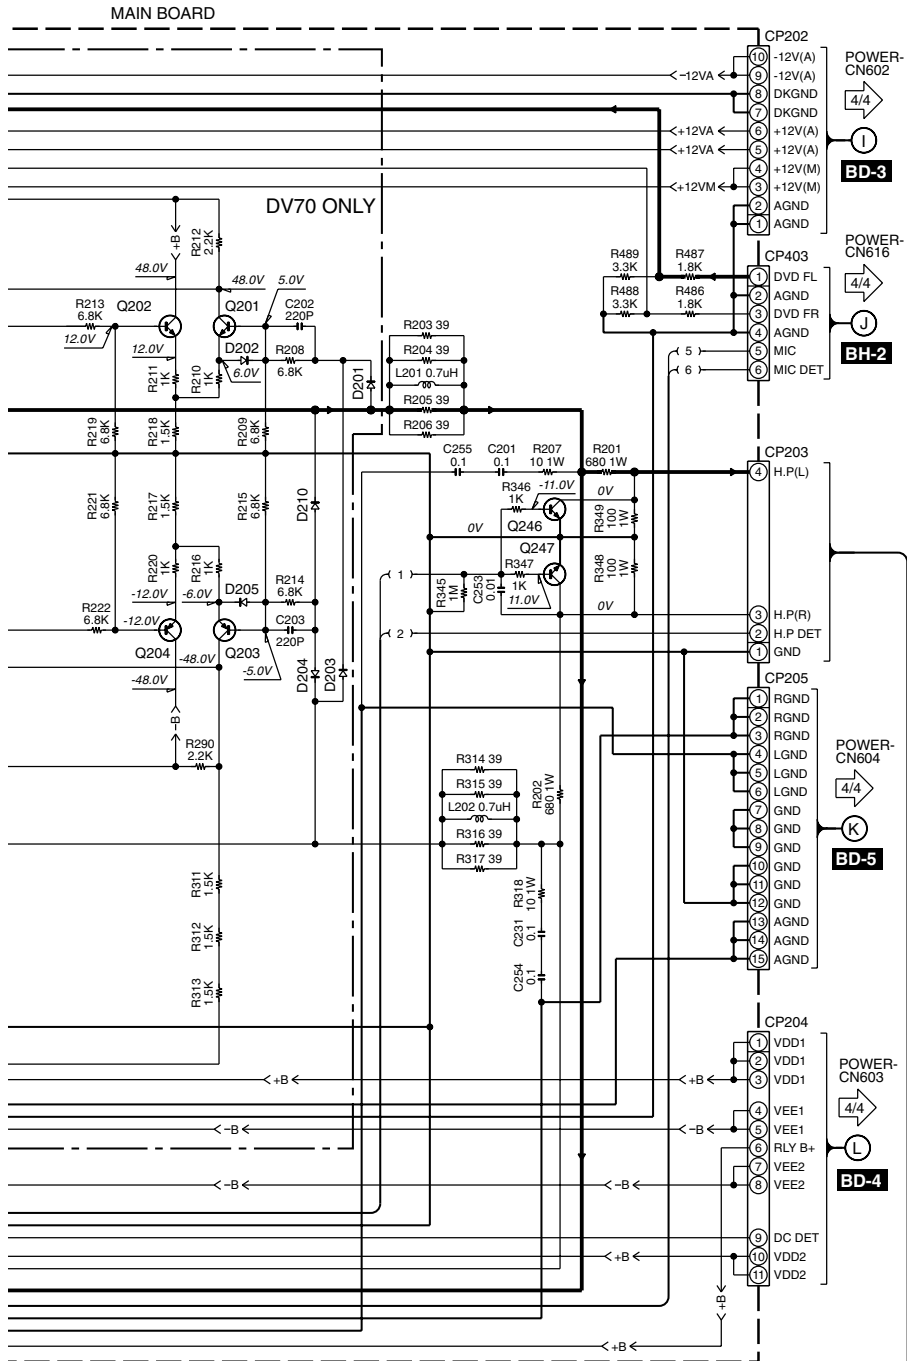 MAIN BOARD
CP202
10 -12V(A)
9 -12V(A)
8 DKGND
7 DKGND
6 +12V(A)
5 +12V(A)
4 +12V(M)
3 +12V(M)
2 AGND
1 AGND
-12VA
+12VA
+12VA
+12VM
POWER-
CN602
4/4
I
BD-3
DV70 ONLY
+B
R212
2.2K
48.0V
48.0V
5.0V
R213
6.8K
12.0V
Q202
Q201
C202
220P
12.0V
D202
6.0V
R208
6.8K
R211
1K
R210
1K
D201
R203 39
R204 39
L201 0.7uH
R205 39
R206 39
R489
3.3K
R487
1.8K
R488
3.3K
R486
1.8K
CP403
1 DVD FL
2 AGND
3 DVD FR
4 AGND
5 MIC
6 MIC DET
5
6
POWER-
CN616
4/4
J
BH-2
R219
6.8K
R218
1.5K
R209
6.8K
R221
6.8K
R217
1.5K
R215
6.8K
D210
C255
0.1
C201
0.1
R207
10 1W
R201
680 1W
CP203
4 H.P(L)
3 H.P(R)
2 H.P DET
1 GND
R346
1K
-11.0V
0V
Q246
0V
R349
100
1W
Q247
R347
1K
11.0V
R348
100
1W
0V
R345
1M
C253
0.01
1
2
R220
1K
R216
1K
-12.0V
-6.0V
D205
R214
6.8K
R222
6.8K
-12.0V
Q204
Q203
C203
220P
-48.0V
-48.0V
-5.0V
D204
D203
-B
R290
2.2K
CP205
1 RGND
2 RGND
3 RGND
4 LGND
5 LGND
6 LGND
7 GND
8 GND
9 GND
10 GND
11 GND
12 GND
13 AGND
14 AGND
15 AGND
POWER-
CN604
4/4
K
BD-5
R314 39
R315 39
L202 0.7uH
R316 39
R317 39
R202
680 1W
R318
10 1W
C231
0.1
C254
0.1
R311
1.5K
R312
1.5K
R313
1.5K
CP204
1 VDD1
2 VDD1
3 VDD1
4 VEE1
5 VEE1
6 RLY B+
7 VEE2
8 VEE2
9 DC DET
10 VDD2
11 VDD2
POWER-
CN603
4/4
L
BD-4
+B
+B
-B
-B
-B
-B
+B
+B
+B